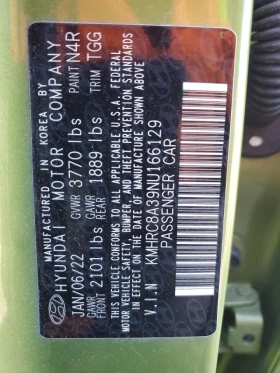 MANUFACTURED IN KOREA BY
HYUNDAI MOTOR COMPANY
PAINT N4R
JAN/06/22 GVWR 3770 lbs TRIM TGG
GAWR FRONT 2101 lbs GAWR REAR 1889 lbs
THIS VEHICLE CONFORMS TO ALL APPLICABLE U.S. FEDERAL
MOTOR VEHICLE SAFETY, BUMPER, AND THEFT PREVENTION STANDARDS
IN EFFECT ON THE DATE OF MANUFACTURE SHOWN ABOVE
V.I.N KMHRC8A39NU166129
PASSENGER CAR